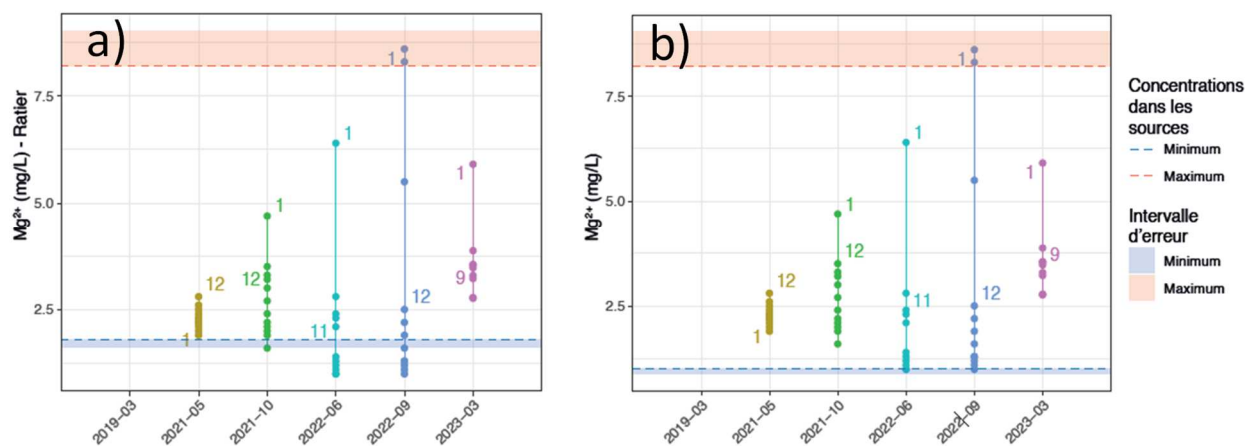 a)
Mg²⁺ (mg/L) - Ratier
7.5
5.0
2.5
1
12
1
12
1
11
1
12
1
9
2019-03
2021-05
2021-10
2022-06
2022-09
2023-03
b)
Mg²⁺ (mg/L)
7.5
5.0
2.5
12
1
1
12
1
11
1
12
1
9
2019-03
2021-05
2021-10
2022-06
2022-09
2023-03
Concentrations
dans les
sources
Minimum
Maximum
Intervalle
d'erreur
Minimum
Maximum